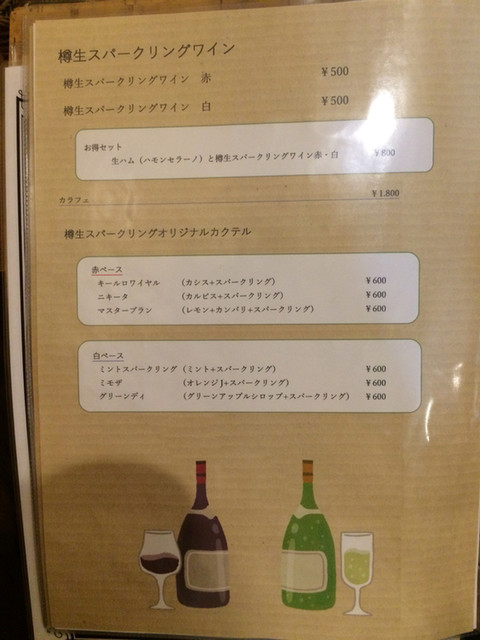 樽生スパークリングワイン
樽生スパークリングワイン 赤 ¥500
樽生スパークリングワイン 白 ¥500
お得セット
生ハム（ハモンセラーノ）と樽生スパークリングワイン赤・白 ¥800
カラフェ ¥1,800
樽生スパークリングオリジナルカクテル
赤ベース
キールロワイヤル （カシス+スパークリング） ¥600
ニキータ （カルピス+スパークリング） ¥600
マスタープラン （レモン+カンパリ+スパークリング） ¥600
白ベース
ミントスパークリング （ミント+スパークリング） ¥600
ミモザ （オレンジJ+スパークリング） ¥600
グリーンディ （グリーンアップルシロップ+スパークリング） ¥600